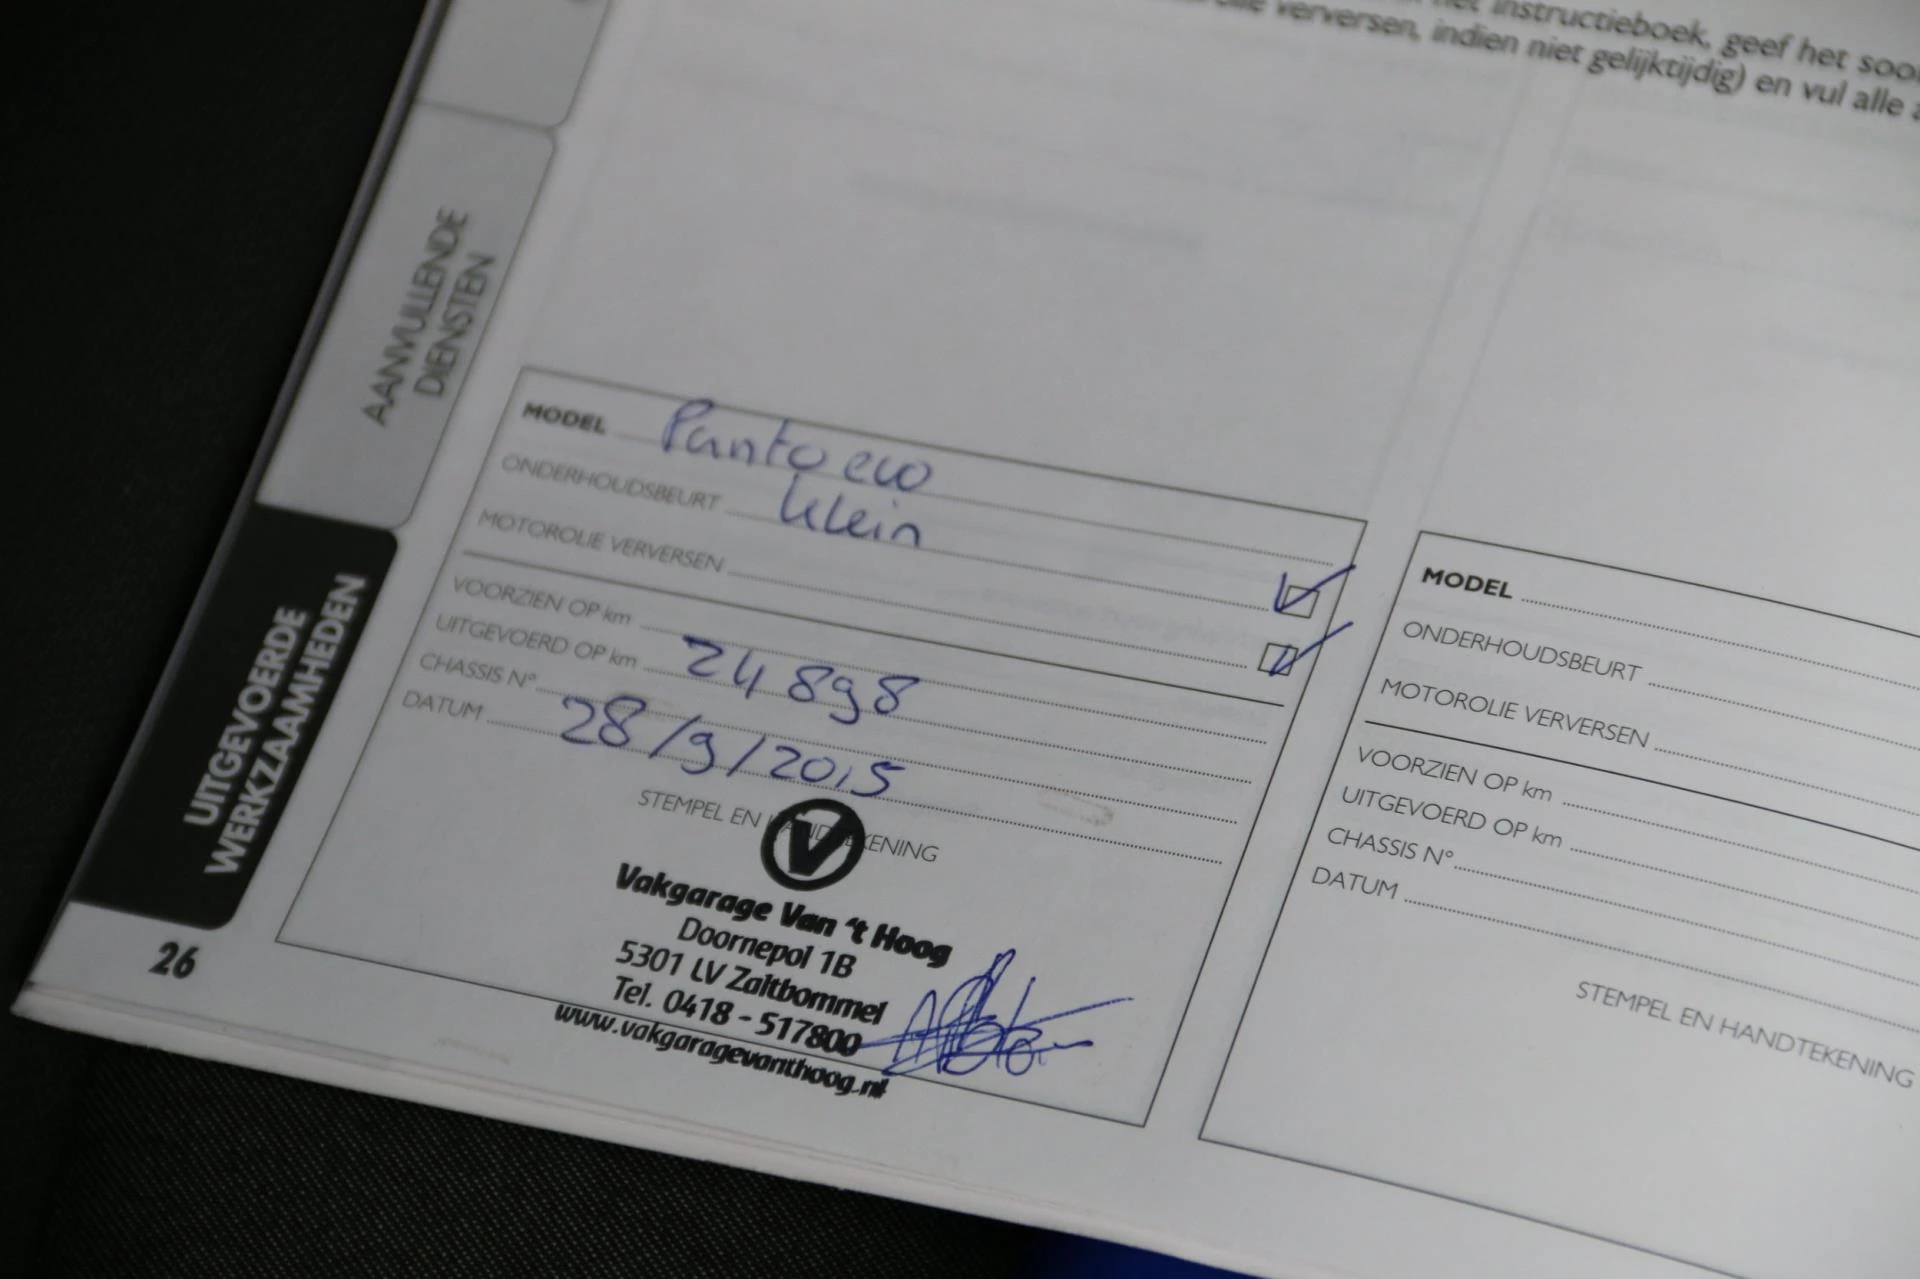 het instructieboek, geef het soo
verversen, indien niet gelijktijdig) en vul alle a
AANVULLENDE
DIENSTEN
UITGEVOERDE
WERKZAAMHEDEN
26
MODEL Punto evo
ONDERHOUDSBEURT klein
MOTOROLIE VERVERSEN
VOORZIEN OP km
UITGEVOERD OP km 24898
CHASSIS N°
DATUM 28/9/2015
STEMPEL EN HANDTEKENING
V
Vakgarage Van 't Hoog
Doornepol 1B
5301 LV Zaltbommel
Tel. 0418 - 517800
www.vakgaragevanthoog.nl
MODEL
ONDERHOUDSBEURT
MOTOROLIE VERVERSEN
VOORZIEN OP km
UITGEVOERD OP km
CHASSIS N°
DATUM
STEMPEL EN HANDTEKENING